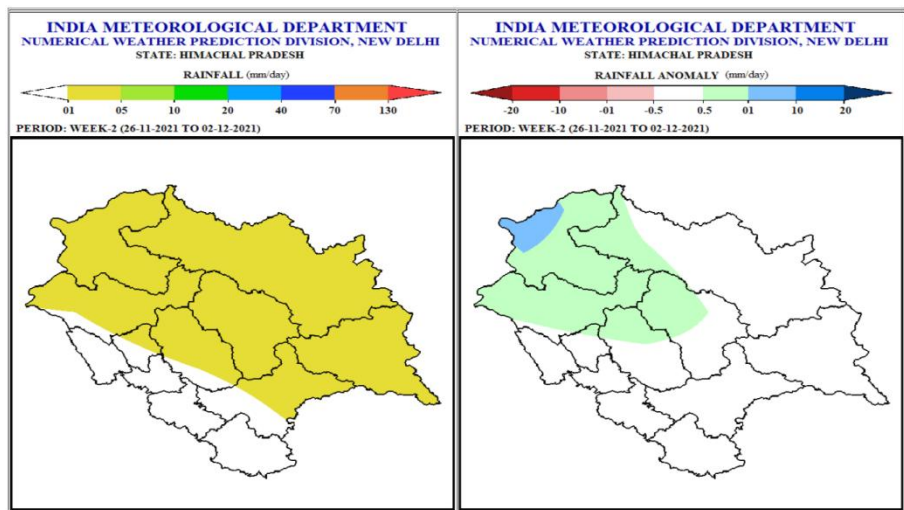 INDIA METEOROLOGICAL DEPARTMENT
NUMERICAL WEATHER PREDICTION DIVISION, NEW DELHI
STATE: HIMACHAL PRADESH
RAINFALL (mm/day)
01 05 10 20 40 70 130
PERIOD: WEEK-2 (26-11-2021 TO 02-12-2021)
INDIA METEOROLOGICAL DEPARTMENT
NUMERICAL WEATHER PREDICTION DIVISION, NEW DELHI
STATE: HIMACHAL PRADESH
RAINFALL ANOMALY (mm/day)
-20 -10 -01 -0.5 0.5 01 10 20
PERIOD: WEEK-2 (26-11-2021 TO 02-12-2021)